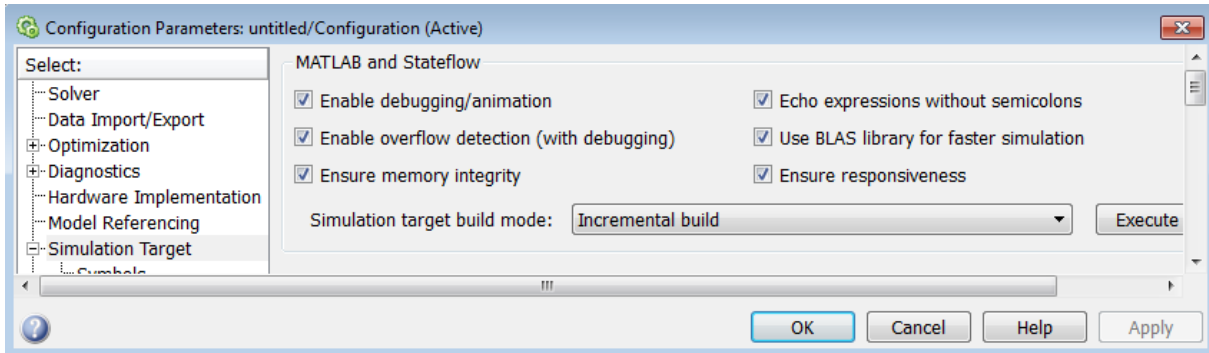 Configuration Parameters: untitled/Configuration (Active)
Select:
Solver
Data Import/Export
Optimization
Diagnostics
Hardware Implementation
Model Referencing
Simulation Target
Symbols
MATLAB and Stateflow
Enable debugging/animation
Echo expressions without semicolons
Enable overflow detection (with debugging)
Use BLAS library for faster simulation
Ensure memory integrity
Ensure responsiveness
Simulation target build mode: Incremental build Execute
OK Cancel Help Apply